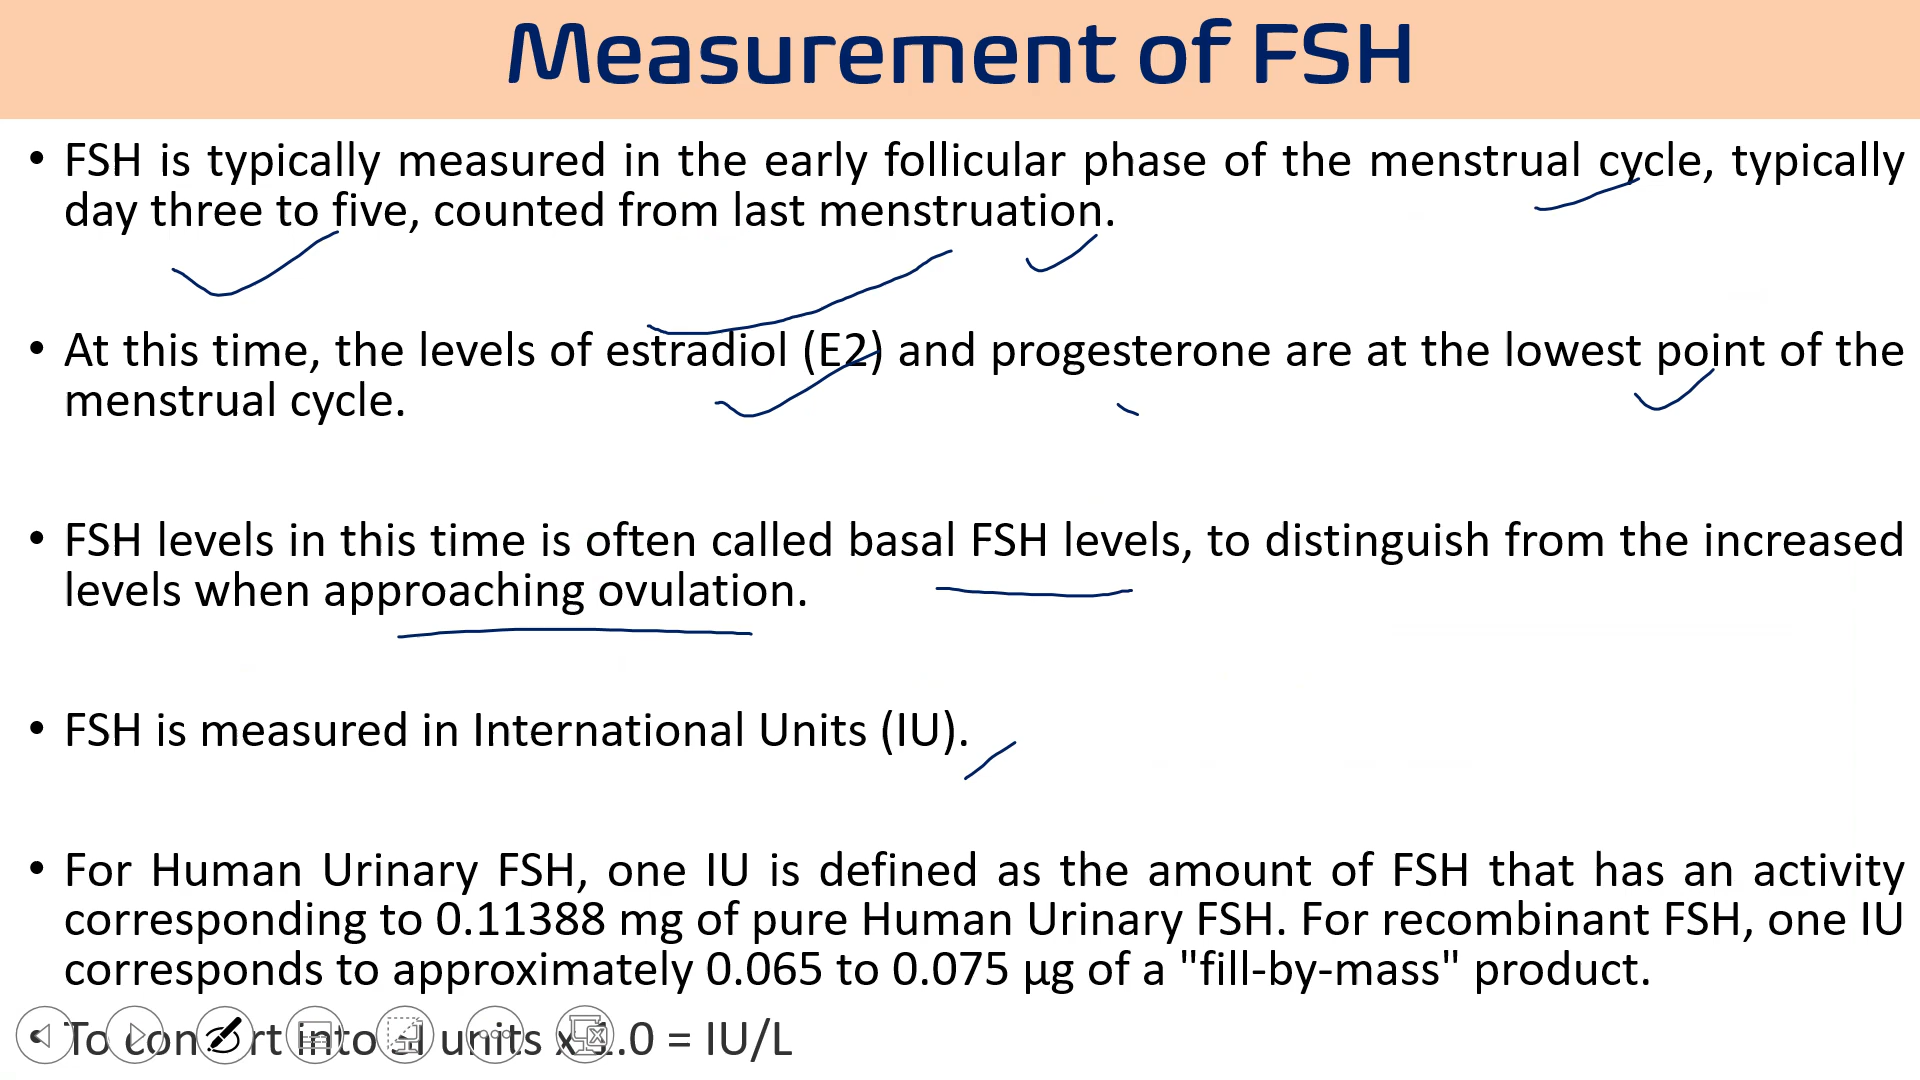 Measurement of FSH
• FSH is typically measured in the early follicular phase of the menstrual cycle, typically
day three to five, counted from last menstruation.
• At this time, the levels of estradiol (E2) and progesterone are at the lowest point of the
menstrual cycle.
• FSH levels in this time is often called basal FSH levels, to distinguish from the increased
levels when approaching ovulation.
• FSH is measured in International Units (IU).
• For Human Urinary FSH, one IU is defined as the amount of FSH that has an activity
corresponding to 0.11388 mg of pure Human Urinary FSH. For recombinant FSH, one IU
corresponds to approximately 0.065 to 0.075 μg of a "fill-by-mass" product.
• To convert into SI units x 1.0 = IU/L